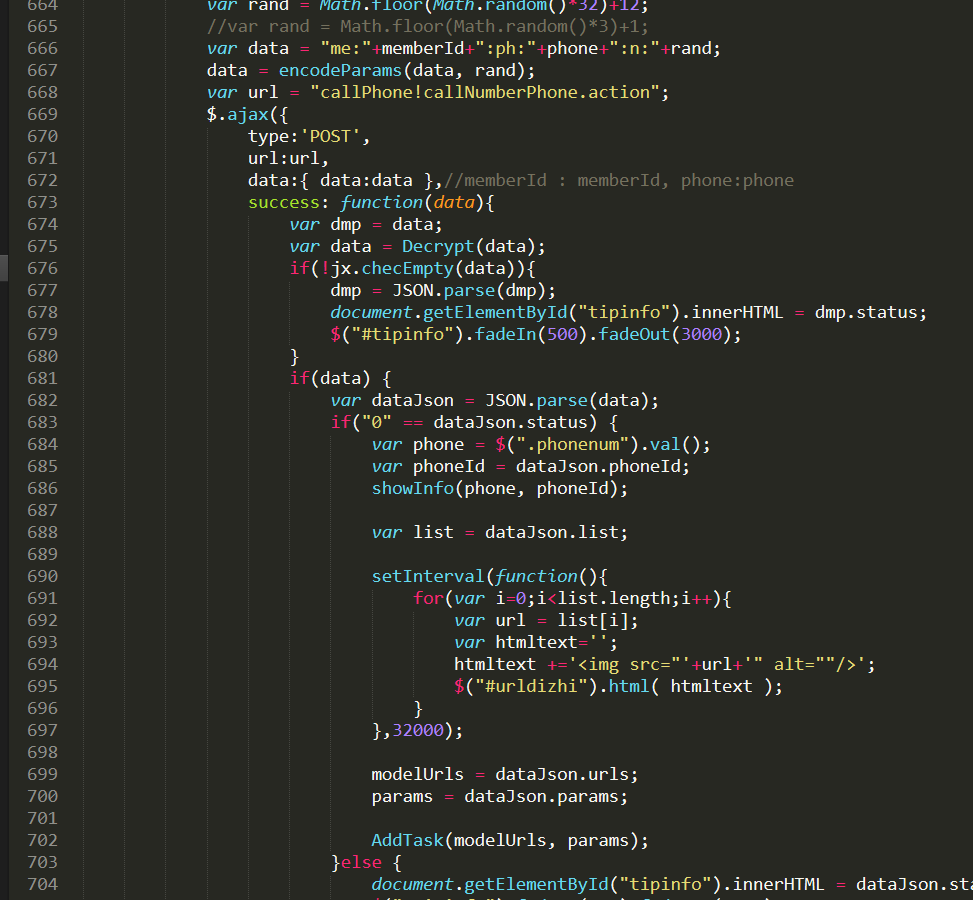 664 var rand = Math.floor(Math.random()*32)+12;
665 //var rand = Math.floor(Math.random()*3)+1;
666 var data = "me:"+memberId+":ph:"+phone+":n:"+rand;
667 data = encodeParams(data, rand);
668 var url = "callPhone!callNumberPhone.action";
669 $.ajax({
670 type:'POST',
671 url:url,
672 data:{ data:data },//memberId : memberId, phone:phone
673 success: function(data){
674 var dmp = data;
675 var data = Decrypt(data);
676 if(!jx.checEmpty(data)){
677 dmp = JSON.parse(dmp);
678 document.getElementById("tipinfo").innerHTML = dmp.status;
679 $("#tipinfo").fadeIn(500).fadeOut(3000);
680 }
681 if(data) {
682 var dataJson = JSON.parse(data);
683 if("0" == dataJson.status) {
684 var phone = $(".phonenum").val();
685 var phoneId = dataJson.phoneId;
686 showInfo(phone, phoneId);
687
688 var list = dataJson.list;
689
690 setInterval(function(){
691 for(var i=0;i<list.length;i++){
692 var url = list[i];
693 var htmltext='';
694 htmltext +='<img src="'+url+'" alt=""/>';
695 $("#urldizhi").html( htmltext );
696 }
697 },32000);
698
699 modelUrls = dataJson.urls;
700 params = dataJson.params;
701
702 AddTask(modelUrls, params);
703 }else {
704 document.getElementById("tipinfo").innerHTML = dataJson.sta